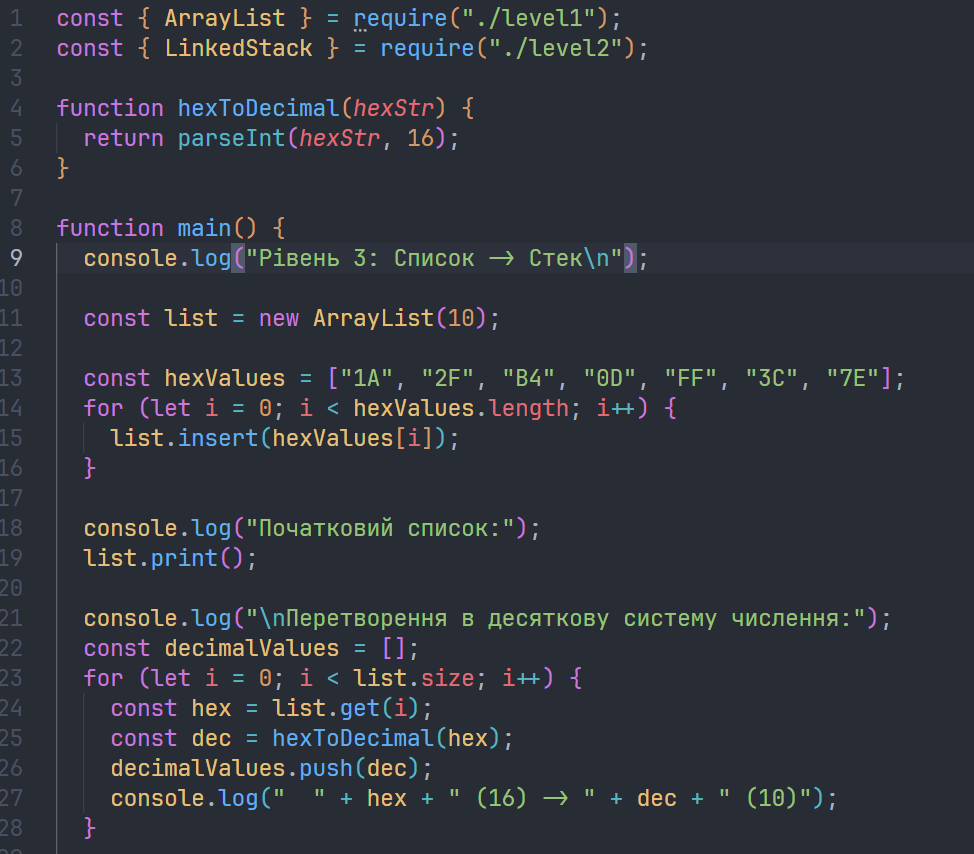 1 const { ArrayList } = require("./level1");
2 const { LinkedStack } = require("./level2");
3
4 function hexToDecimal(hexStr) {
5   return parseInt(hexStr, 16);
6 }
7
8 function main() {
9   console.log("Рівень 3: Список -> Стек\n");
10
11   const list = new ArrayList(10);
12
13   const hexValues = ["1A", "2F", "B4", "0D", "FF", "3C", "7E"];
14   for (let i = 0; i < hexValues.length; i++) {
15     list.insert(hexValues[i]);
16   }
17
18   console.log("Початковий список:");
19   list.print();
20
21   console.log("\nПеретворення в десяткову систему числення:");
22   const decimalValues = [];
23   for (let i = 0; i < list.size; i++) {
24     const hex = list.get(i);
25     const dec = hexToDecimal(hex);
26     decimalValues.push(dec);
27     console.log("  " + hex + " (16) -> " + dec + " (10)");
28   }